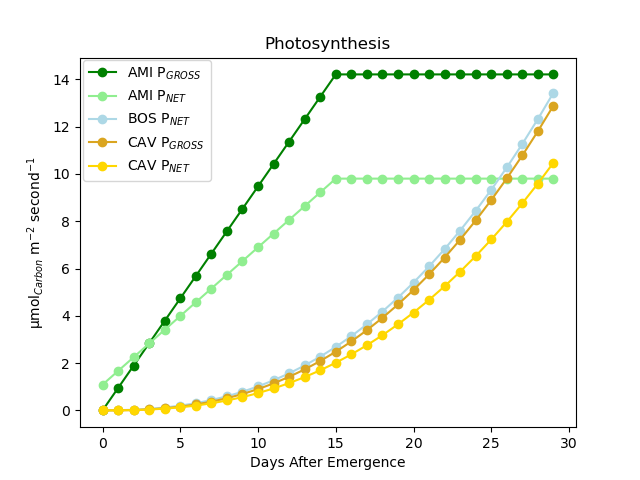 Photosynthesis
AMI P_GROSS
AMI P_NET
BOS P_NET
CAV P_GROSS
CAV P_NET
14
12
10
8
6
4
2
0
μmol_Carbon m⁻² second⁻¹
0 5 10 15 20 25 30
Days After Emergence